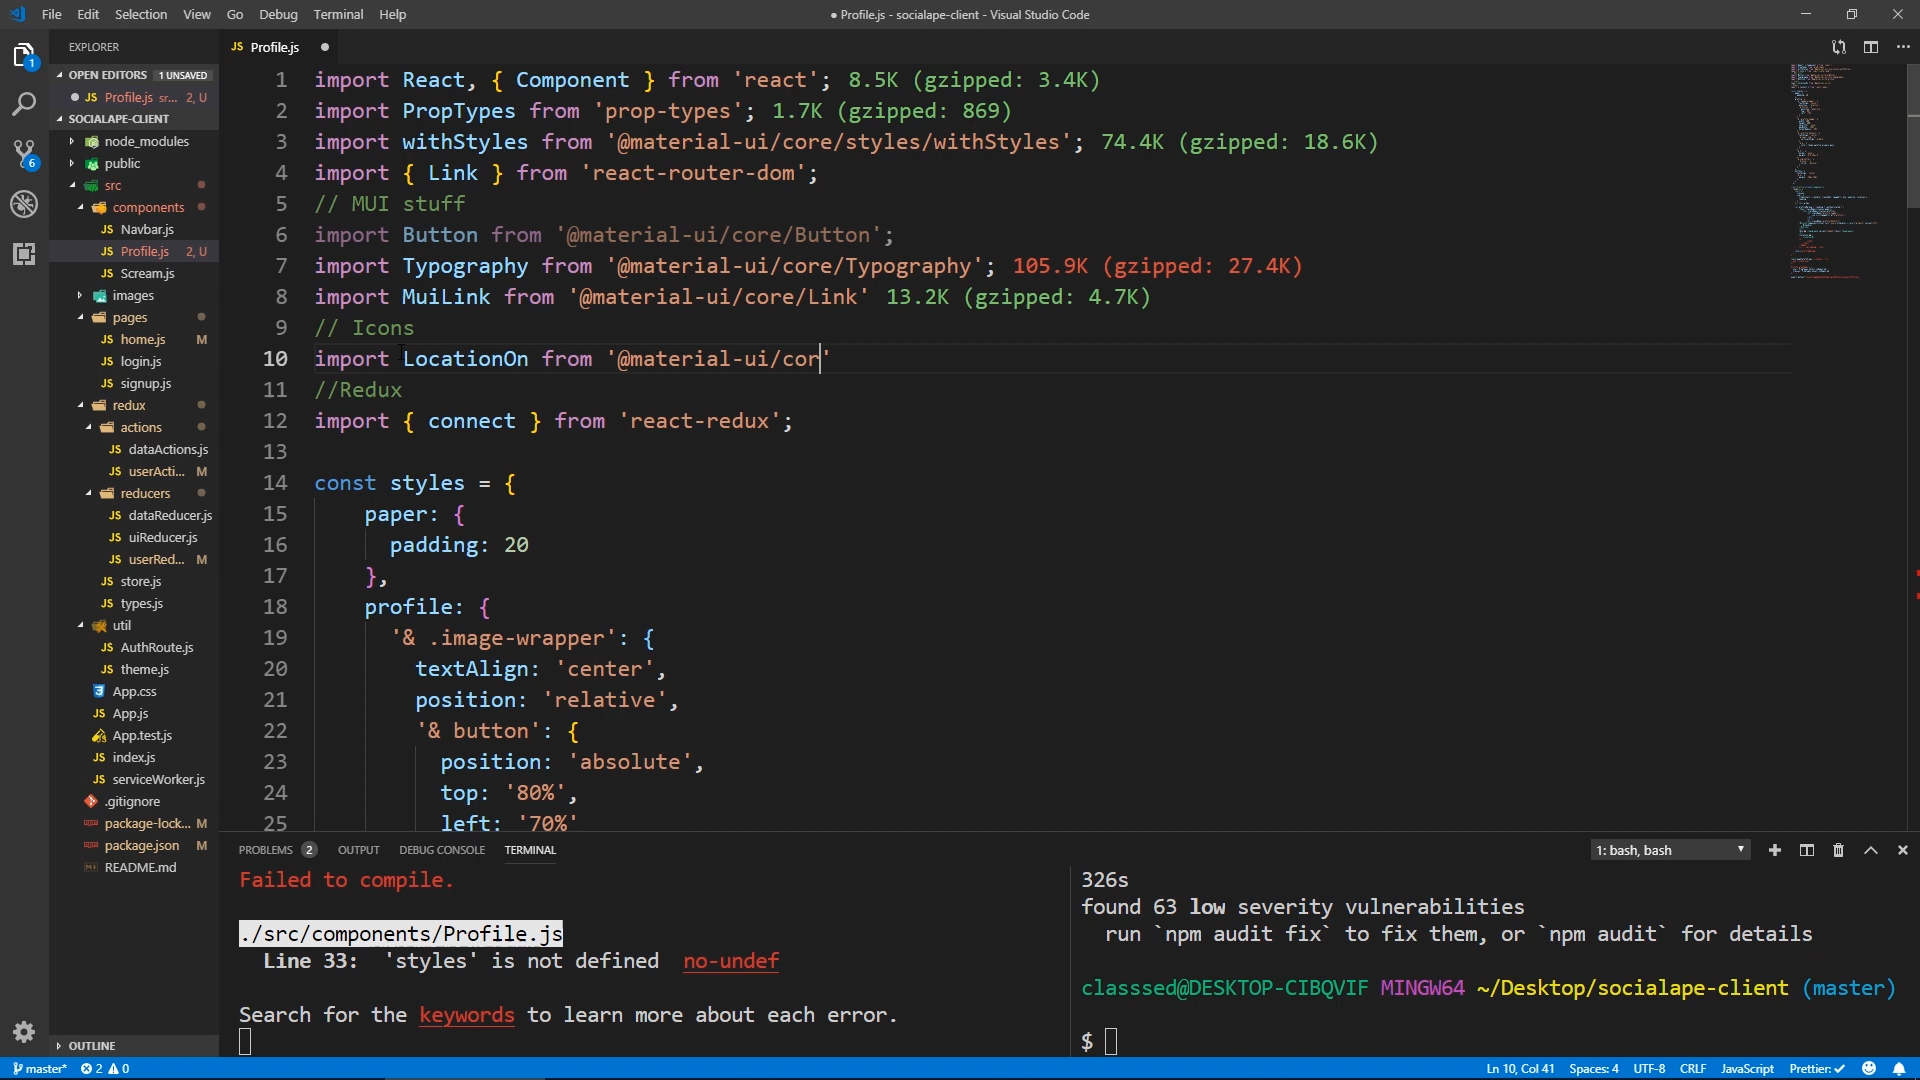 File Edit Selection View Go Debug Terminal Help
● Profile.js - socialape-client - Visual Studio Code
EXPLORER
OPEN EDITORS 1 UNSAVED
JS Profile.js sr... 2, U
SOCIALAPE-CLIENT
node_modules
public
src
components
JS Navbar.js
JS Profile.js 2, U
JS Scream.js
images
pages
JS home.js M
JS login.js
JS signup.js
redux
actions
JS dataActions.js
JS userActi... M
reducers
JS dataReducer.js
JS uiReducer.js
JS userRed... M
JS store.js
JS types.js
util
JS AuthRoute.js
JS theme.js
App.css
JS App.js
App.test.js
JS index.js
JS serviceWorker.js
.gitignore
package-lock... M
package.json M
README.md
OUTLINE
1
6
JS Profile.js ●
1 import React, { Component } from 'react'; 8.5K (gzipped: 3.4K)
2 import PropTypes from 'prop-types'; 1.7K (gzipped: 869)
3 import withStyles from '@material-ui/core/styles/withStyles'; 74.4K (gzipped: 18.6K)
4 import { Link } from 'react-router-dom';
5 // MUI stuff
6 import Button from '@material-ui/core/Button';
7 import Typography from '@material-ui/core/Typography'; 105.9K (gzipped: 27.4K)
8 import MuiLink from '@material-ui/core/Link' 13.2K (gzipped: 4.7K)
9 // Icons
10 import LocationOn from '@material-ui/cor'
11 //Redux
12 import { connect } from 'react-redux';
13
14 const styles = {
15 paper: {
16 padding: 20
17 },
18 profile: {
19 '& .image-wrapper': {
20 textAlign: 'center',
21 position: 'relative',
22 '& button': {
23 position: 'absolute',
24 top: '80%',
25 left: '70%'
PROBLEMS 2 OUTPUT DEBUG CONSOLE TERMINAL
1: bash, bash
Failed to compile.
./src/components/Profile.js
Line 33: 'styles' is not defined no-undef
Search for the keywords to learn more about each error.
326s
found 63 low severity vulnerabilities
run `npm audit fix` to fix them, or `npm audit` for details
classsed@DESKTOP-CIBQVIF MINGW64 ~/Desktop/socialape-client (master)
$
master* 2 0
Ln 10, Col 41 Spaces: 4 UTF-8 CRLF JavaScript Prettier: ✓